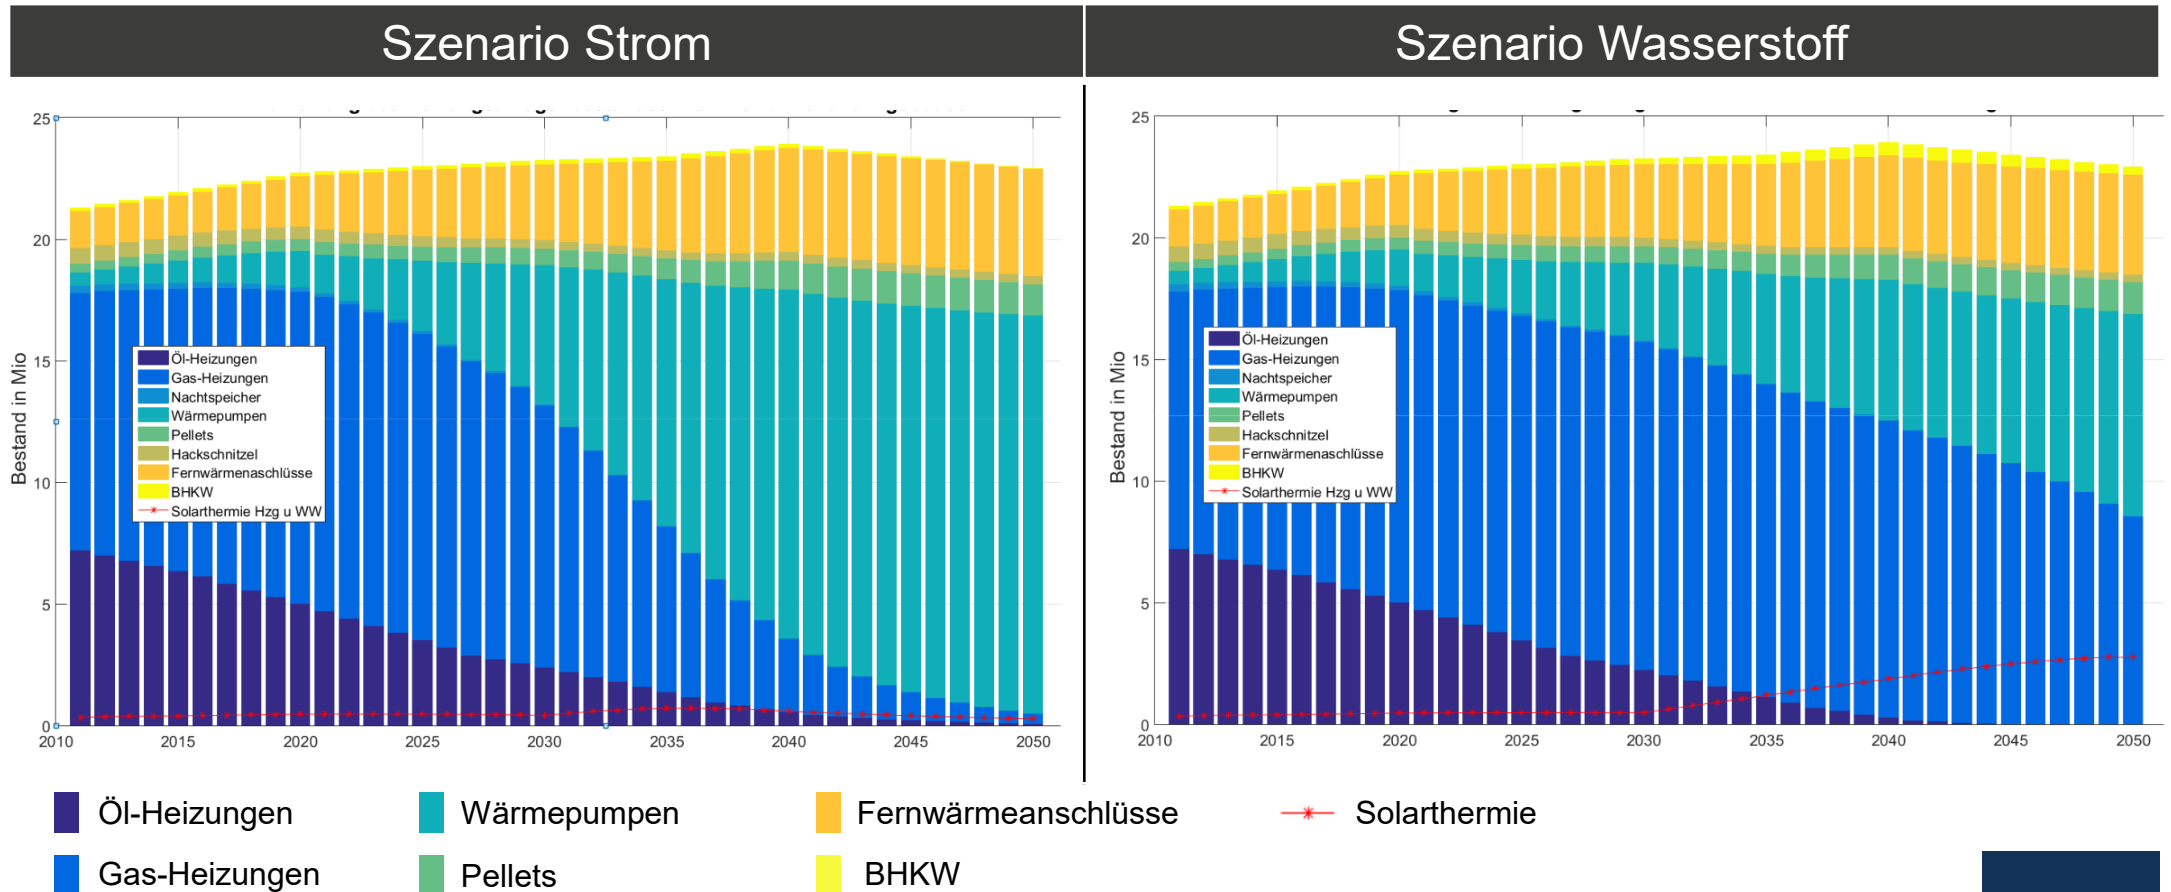 Szenario Strom
Szenario Wasserstoff
25
20
15
10
5
0
Bestand in Mio
2010 2015 2020 2025 2030 2035 2040 2045 2050
Öl-Heizungen
Gas-Heizungen
Nachtspeicher
Wärmepumpen
Pellets
Hackschnitzel
Fernwärmenaschlüsse
BHKW
Solarthermie Hzg u WW
25
20
15
10
5
0
Bestand in Mio
2010 2015 2020 2025 2030 2035 2040 2045 2050
Öl-Heizungen
Gas-Heizungen
Nachtspeicher
Wärmepumpen
Pellets
Hackschnitzel
Fernwärmenaschlüsse
BHKW
Solarthermie Hzg u WW
Öl-Heizungen Wärmepumpen Fernwärmeanschlüsse Solarthermie
Gas-Heizungen Pellets BHKW